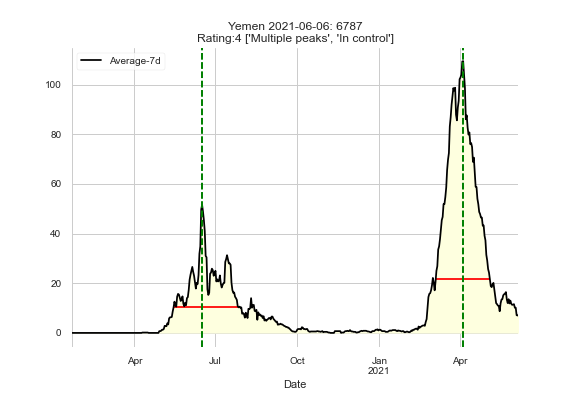 Yemen 2021-06-06: 6787
Rating:4 ['Multiple peaks', 'In control']
Average-7d
100
80
60
40
20
0
Apr Jul Oct Jan Apr
2021
Date